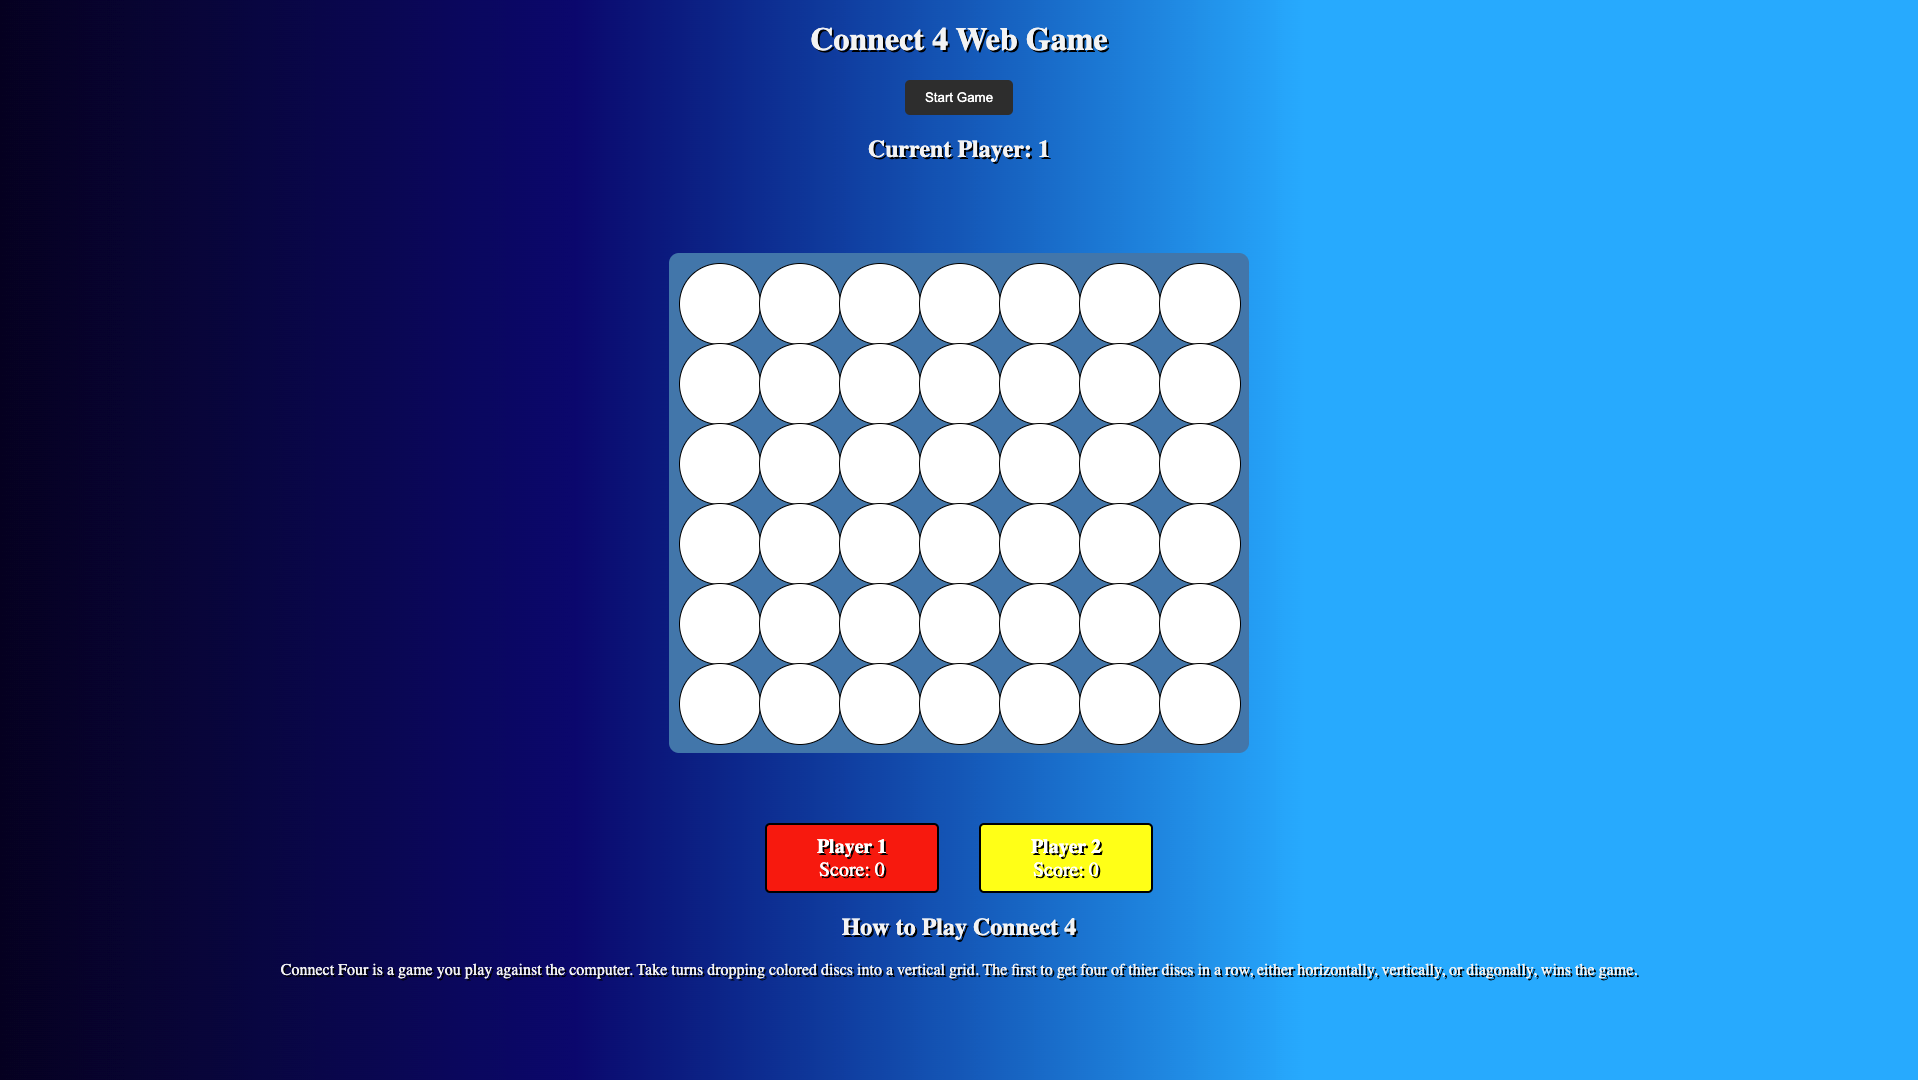 Connect 4 Web Game
Start Game
Current Player: 1
Player 1
Score: 0
Player 2
Score: 0
How to Play Connect 4
Connect Four is a game you play against the computer. Take turns dropping colored discs into a vertical grid. The first to get four of thier discs in a row, either horizontally, vertically, or diagonally, wins the game.